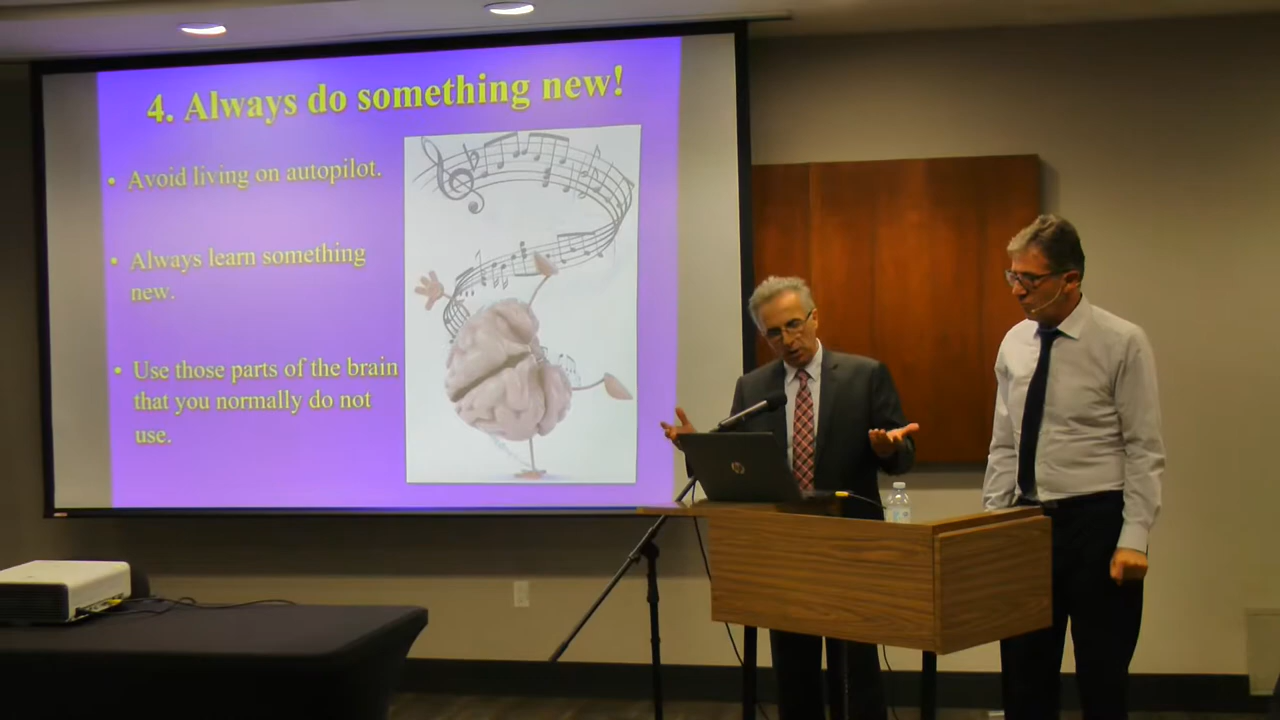 4. Always do something new!
• Avoid living on autopilot.
• Always learn something
new.
• Use those parts of the brain
that you normally do not
use.
hp